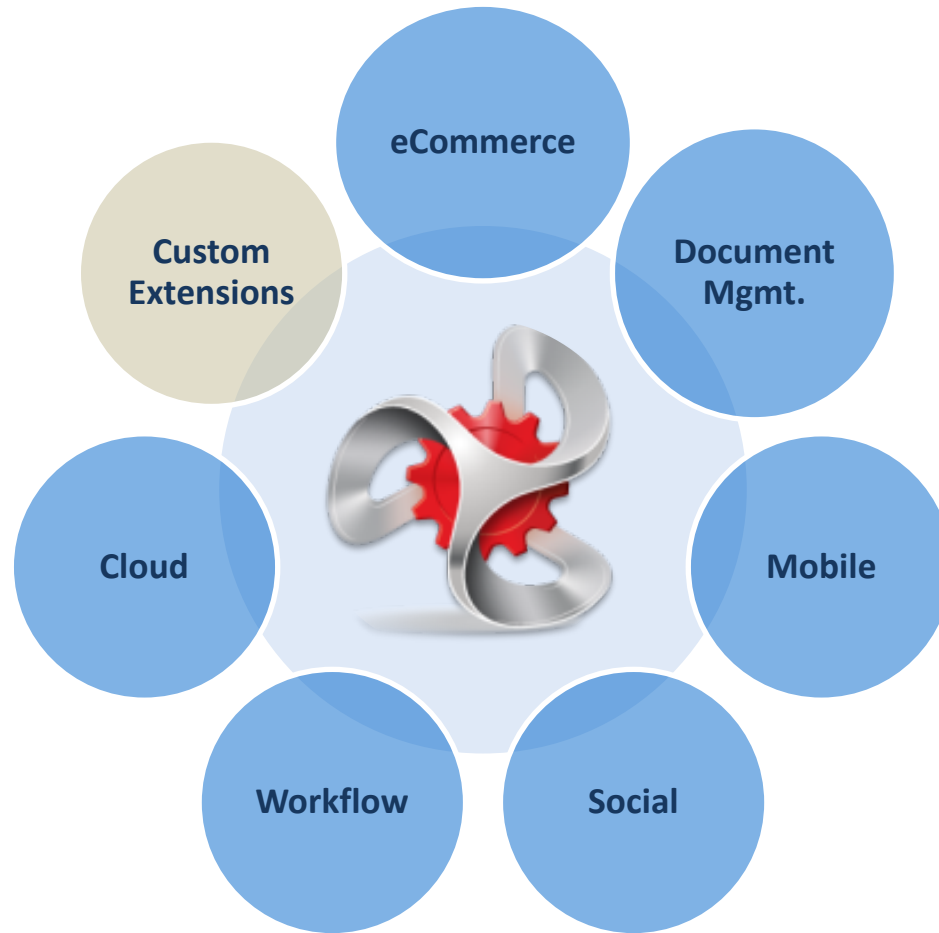 eCommerce
Document
Mgmt.
Mobile
Social
Workflow
Cloud
Custom
Extensions